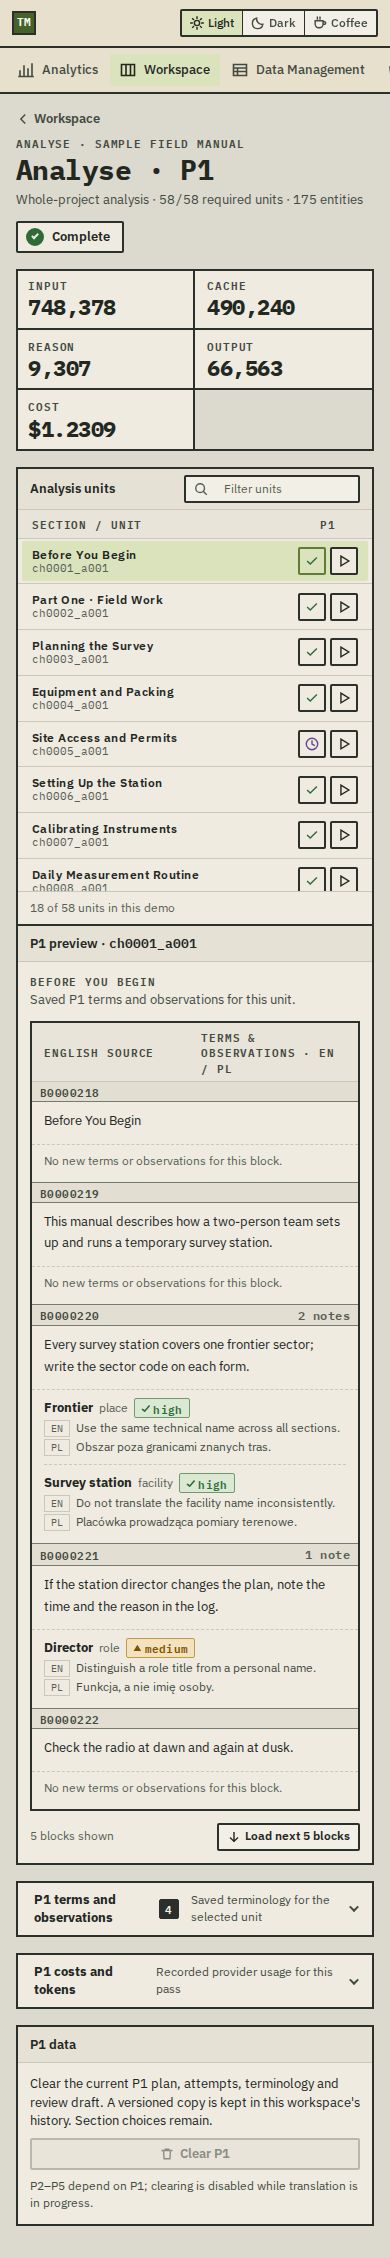 TM
Light
Dark
Coffee
Analytics
Workspace
Data Management
Workspace
ANALYSE · SAMPLE FIELD MANUAL
Analyse · P1
Whole-project analysis · 58/58 required units · 175 entities
Complete
INPUT
748,378
CACHE
490,240
REASON
9,307
OUTPUT
66,563
COST
$1.2309
Analysis units
Filter units
SECTION / UNIT
P1
Before You Begin
ch0001_a001
Part One · Field Work
ch0002_a001
Planning the Survey
ch0003_a001
Equipment and Packing
ch0004_a001
Site Access and Permits
ch0005_a001
Setting Up the Station
ch0006_a001
Calibrating Instruments
ch0007_a001
Daily Measurement Routine
ch0008_a001
18 of 58 units in this demo
P1 preview · ch0001_a001
BEFORE YOU BEGIN
Saved P1 terms and observations for this unit.
ENGLISH SOURCE
TERMS &
OBSERVATIONS · EN
/ PL
B0000218
Before You Begin
No new terms or observations for this block.
B0000219
This manual describes how a two-person team sets
up and runs a temporary survey station.
No new terms or observations for this block.
B0000220
2 notes
Every survey station covers one frontier sector;
write the sector code on each form.
Frontier place high
EN Use the same technical name across all sections.
PL Obszar poza granicami znanych tras.
Survey station facility high
EN Do not translate the facility name inconsistently.
PL Placówka prowadząca pomiary terenowe.
B0000221
1 note
If the station director changes the plan, note the
time and the reason in the log.
Director role medium
EN Distinguish a role title from a personal name.
PL Funkcja, a nie imię osoby.
B0000222
Check the radio at dawn and again at dusk.
No new terms or observations for this block.
5 blocks shown
Load next 5 blocks
P1 terms and
observations
4
Saved terminology for the
selected unit
P1 costs and
tokens
Recorded provider usage for this
pass
P1 data
Clear the current P1 plan, attempts, terminology and
review draft. A versioned copy is kept in this workspace's
history. Section choices remain.
Clear P1
P2–P5 depend on P1; clearing is disabled while translation is
in progress.